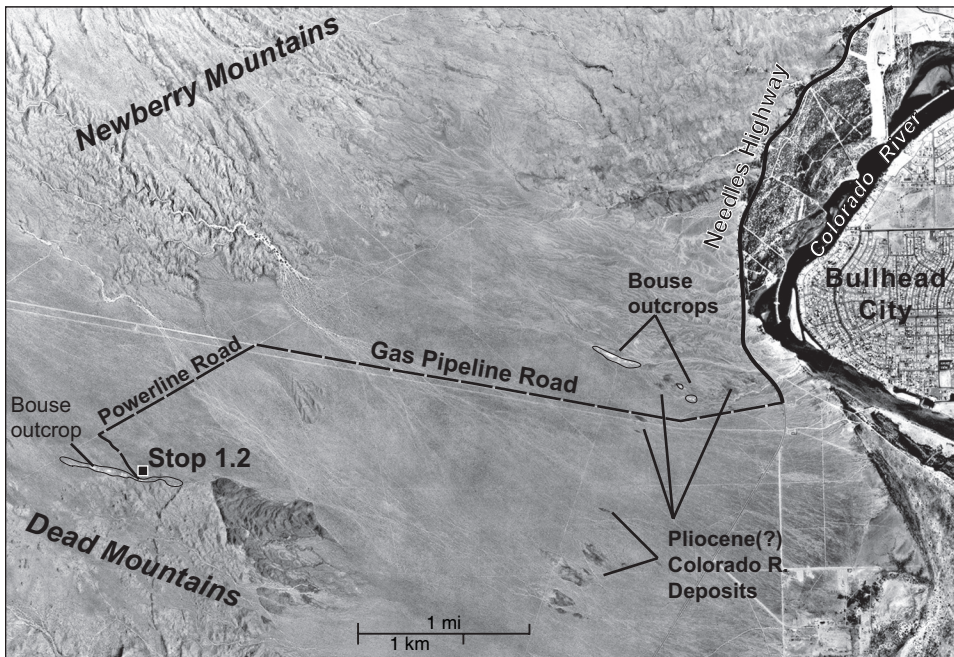 Newberry Mountains
Needles Highway
Colorado River
Bullhead
City
Bouse
outcrops
Gas Pipeline Road
Powerline Road
Bouse
outcrop
Stop 1.2
Dead Mountains
Pliocene(?)
Colorado R.
Deposits
1 mi
1 km